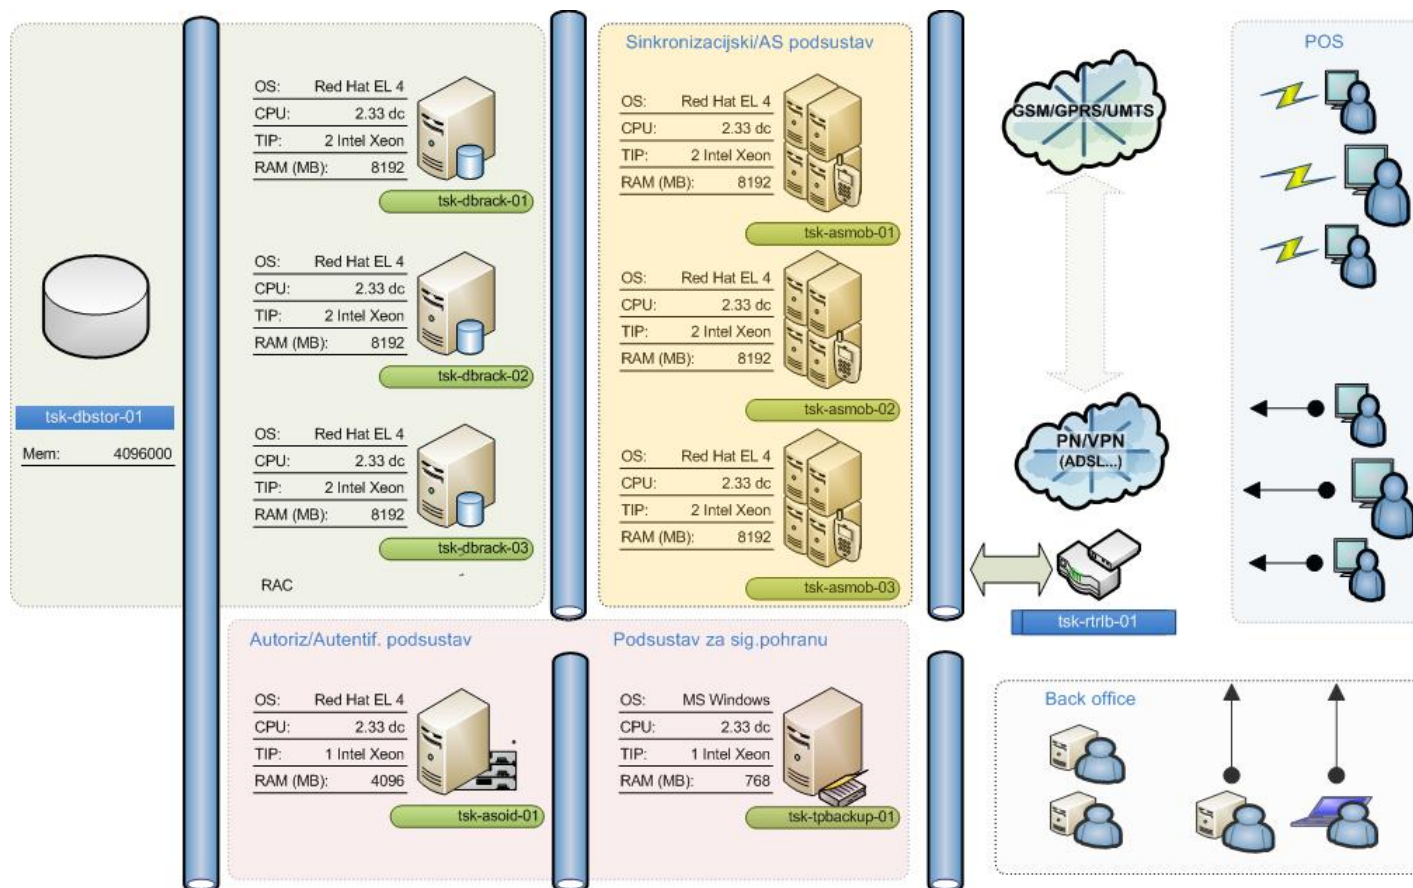 tsk-dbstor-01
Mem: 4096000
OS: Red Hat EL 4
CPU: 2.33 dc
TIP: 2 Intel Xeon
RAM (MB): 8192
tsk-dbrack-01
OS: Red Hat EL 4
CPU: 2.33 dc
TIP: 2 Intel Xeon
RAM (MB): 8192
tsk-dbrack-02
OS: Red Hat EL 4
CPU: 2.33 dc
TIP: 2 Intel Xeon
RAM (MB): 8192
tsk-dbrack-03
RAC
Sinkronizacijski/AS podsustav
OS: Red Hat EL 4
CPU: 2.33 dc
TIP: 2 Intel Xeon
RAM (MB): 8192
tsk-asmob-01
OS: Red Hat EL 4
CPU: 2.33 dc
TIP: 2 Intel Xeon
RAM (MB): 8192
tsk-asmob-02
OS: Red Hat EL 4
CPU: 2.33 dc
TIP: 2 Intel Xeon
RAM (MB): 8192
tsk-asmob-03
GSM/GPRS/UMTS
PN/VPN
(ADSL...)
tsk-rtrlb-01
POS
Autoriz/Autentif. podsustav
OS: Red Hat EL 4
CPU: 2.33 dc
TIP: 1 Intel Xeon
RAM (MB): 4096
tsk-asoid-01
Podsustav za sig.pohranu
OS: MS Windows
CPU: 2.33 dc
TIP: 1 Intel Xeon
RAM (MB): 768
tsk-tpbackup-01
Back office